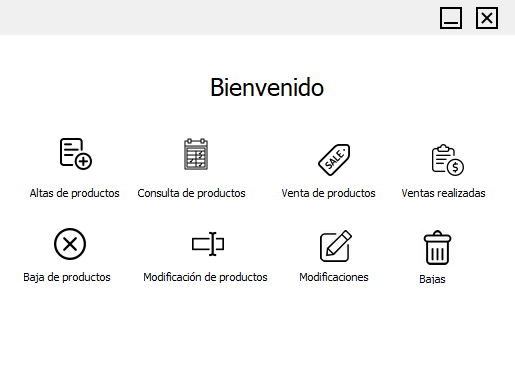 Bienvenido
SALE
$
Altas de productos
Consulta de productos
Venta de productos
Ventas realizadas
Baja de productos
Modificación de productos
Modificaciones
Bajas